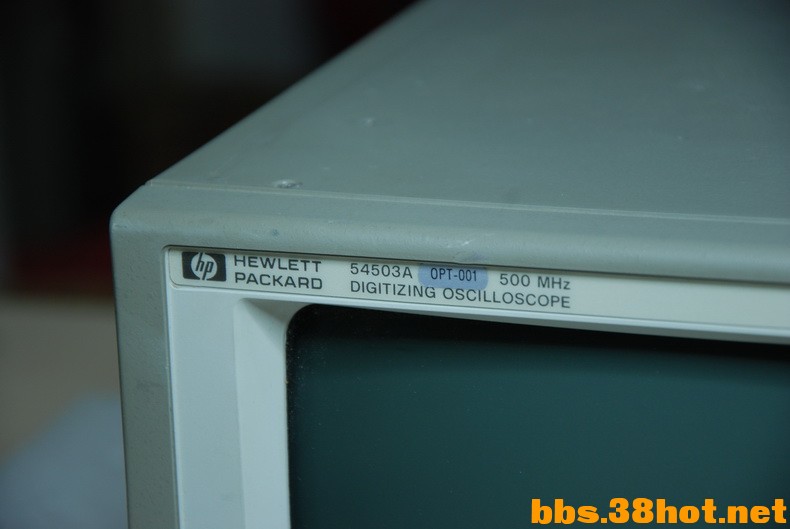 hp HEWLETT PACKARD
54503A OPT-001 500 MHz
DIGITIZING OSCILLOSCOPE
bbs.38hot.net